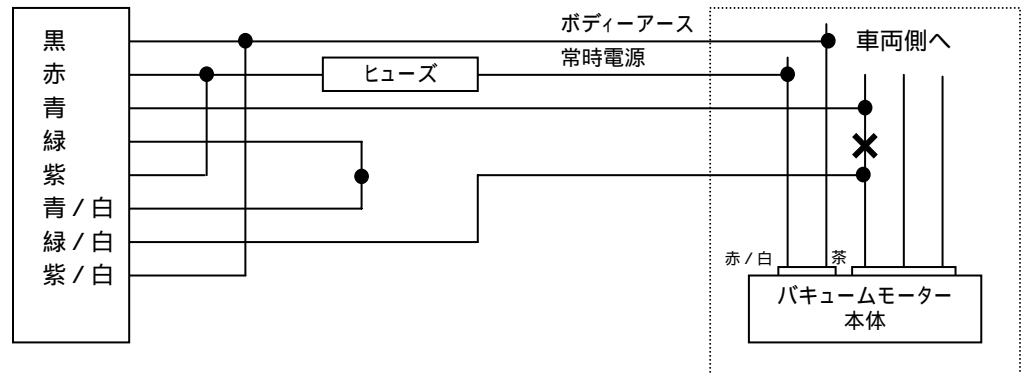 黒
赤
青
緑
紫
青/白
緑/白
紫/白
ヒューズ
ボディーアース
常時電源
車両側へ
赤/白
茶
バキュームモーター
本体